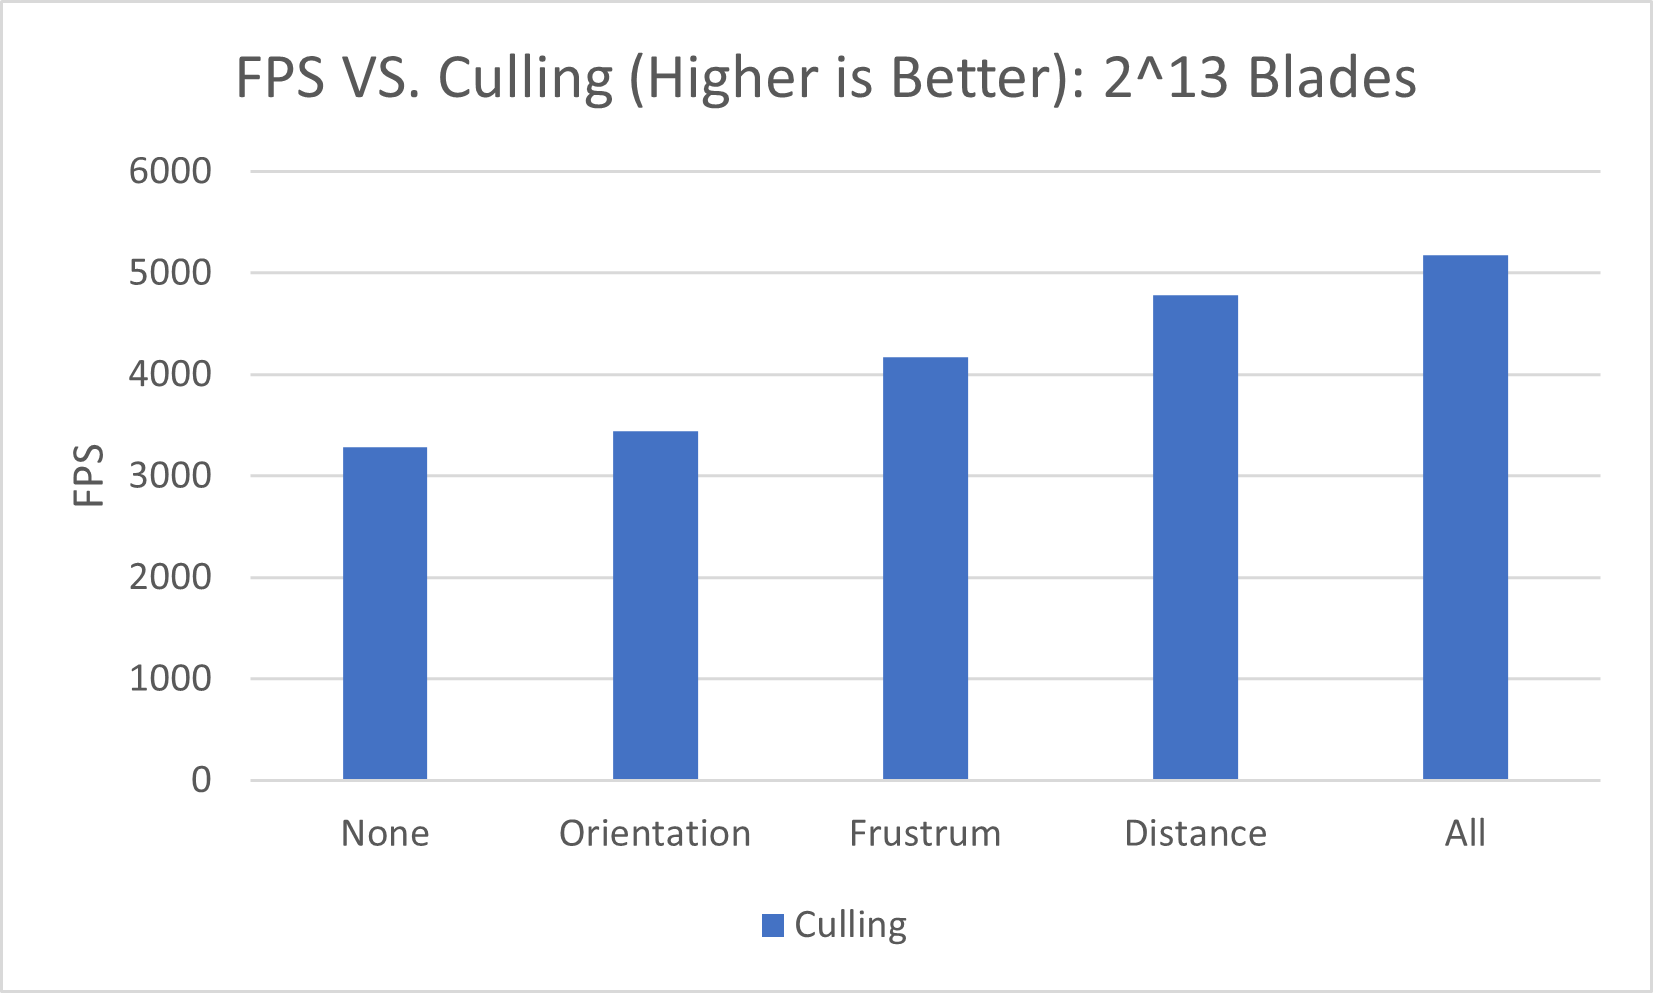 FPS VS. Culling (Higher is Better): 2^13 Blades
6000
5000
4000
3000
2000
1000
0
FPS
None Orientation Frustrum Distance All
Culling